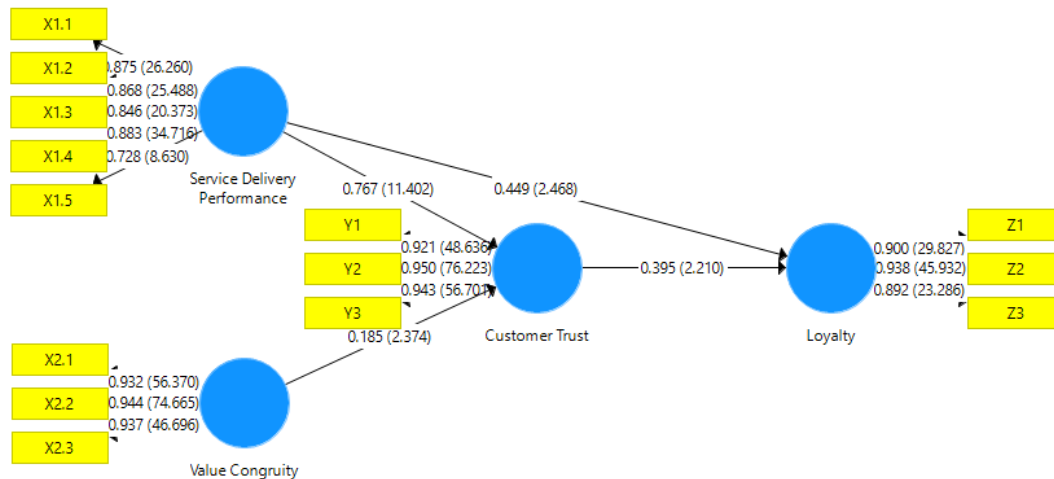 X1.1
X1.2
X1.3
X1.4
X1.5
0.875 (26.260)
0.868 (25.488)
0.846 (20.373)
0.883 (34.716)
0.728 (8.630)
Service Delivery
Performance
0.767 (11.402)
0.449 (2.468)
Y1
Y2
Y3
0.921 (48.636)
0.950 (76.223)
0.943 (56.701)
Customer Trust
0.395 (2.210)
Loyalty
0.900 (29.827)
0.938 (45.932)
0.892 (23.286)
Z1
Z2
Z3
0.185 (2.374)
X2.1
X2.2
X2.3
0.932 (56.370)
0.944 (74.665)
0.937 (46.696)
Value Congruity